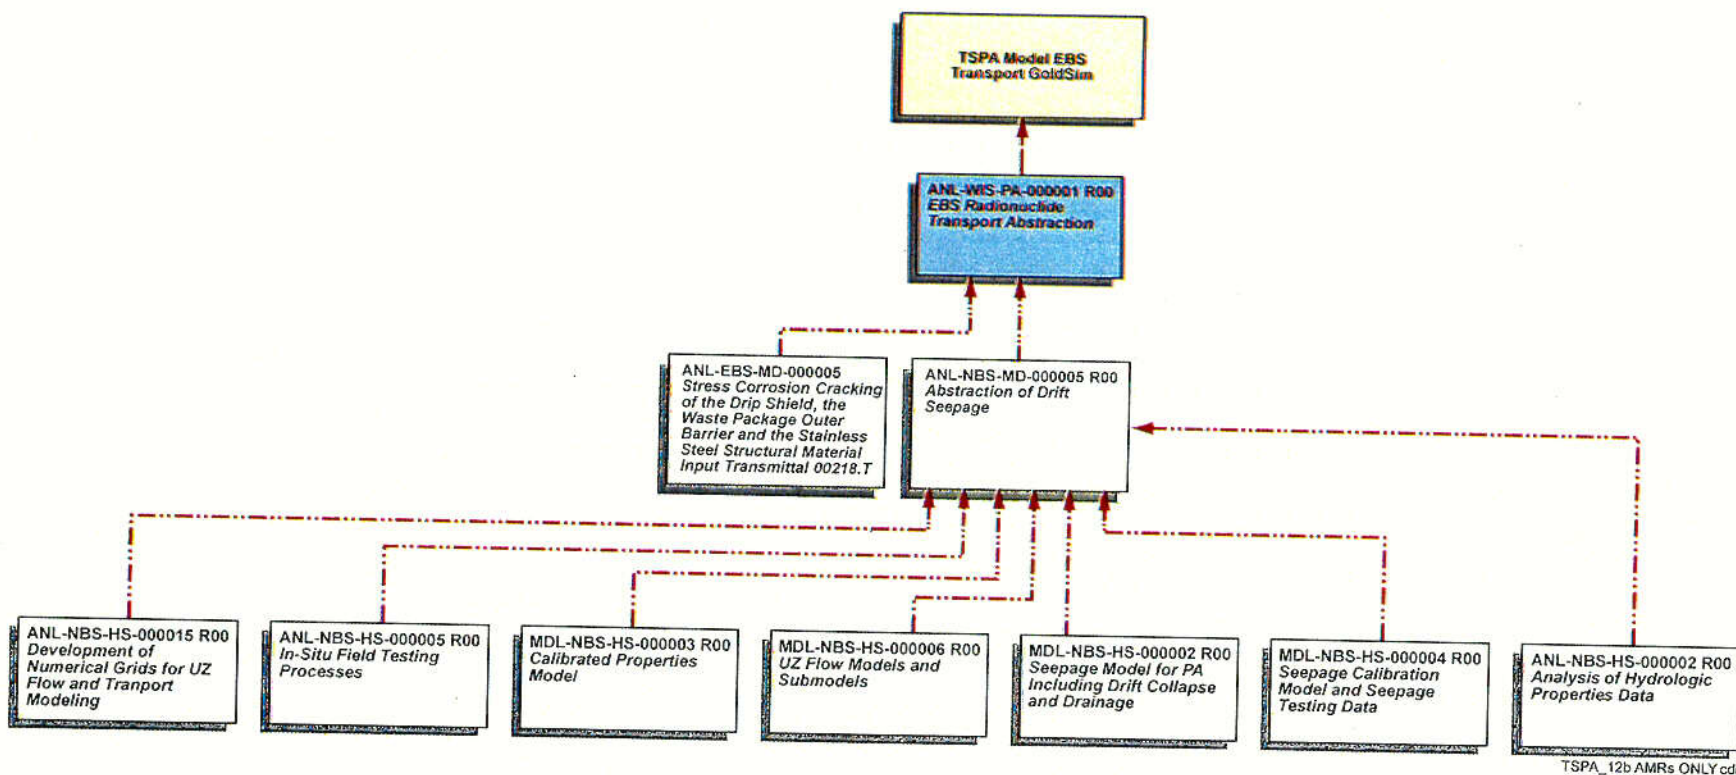 TSPA Model EBS
Transport GoldSim
ANL-WIS-PA-000001 R00
EBS Radionuclide
Transport Abstraction
ANL-EBS-MD-000005
Stress Corrosion Cracking
of the Drip Shield, the
Waste Package Outer
Barrier and the Stainless
Steel Structural Material
Input Transmittal 00218.T
ANL-NBS-MD-000005 R00
Abstraction of Drift
Seepage
ANL-NBS-HS-000015 R00
Development of
Numerical Grids for UZ
Flow and Tranport
Modeling
ANL-NBS-HS-000005 R00
In-Situ Field Testing
Processes
MDL-NBS-HS-000003 R00
Calibrated Properties
Model
MDL-NBS-HS-000006 R00
UZ Flow Models and
Submodels
MDL-NBS-HS-000002 R00
Seepage Model for PA
Including Drift Collapse
and Drainage
MDL-NBS-HS-000004 R00
Seepage Calibration
Model and Seepage
Testing Data
ANL-NBS-HS-000002 R00
Analysis of Hydrologic
Properties Data
TSPA_12b AMRs ONLY cd